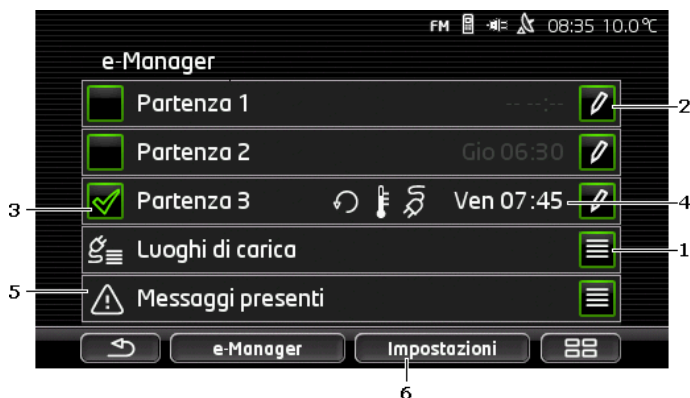 FM 08:35 10.0°C
e-Manager
Partenza 1 -- --:-- 2
Partenza 2 Gio 06:30
3 Partenza 3 Ven 07:45 4
Luoghi di carica 1
5 Messaggi presenti
e-Manager Impostazioni
6